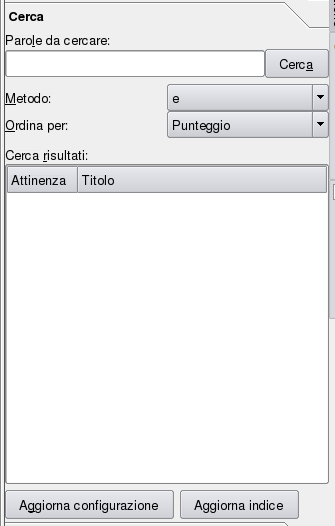 Cerca
Parole da cercare:
Cerca
Metodo: e
Ordina per: Punteggio
Cerca risultati:
Attinenza Titolo
Aggiorna configurazione Aggiorna indice